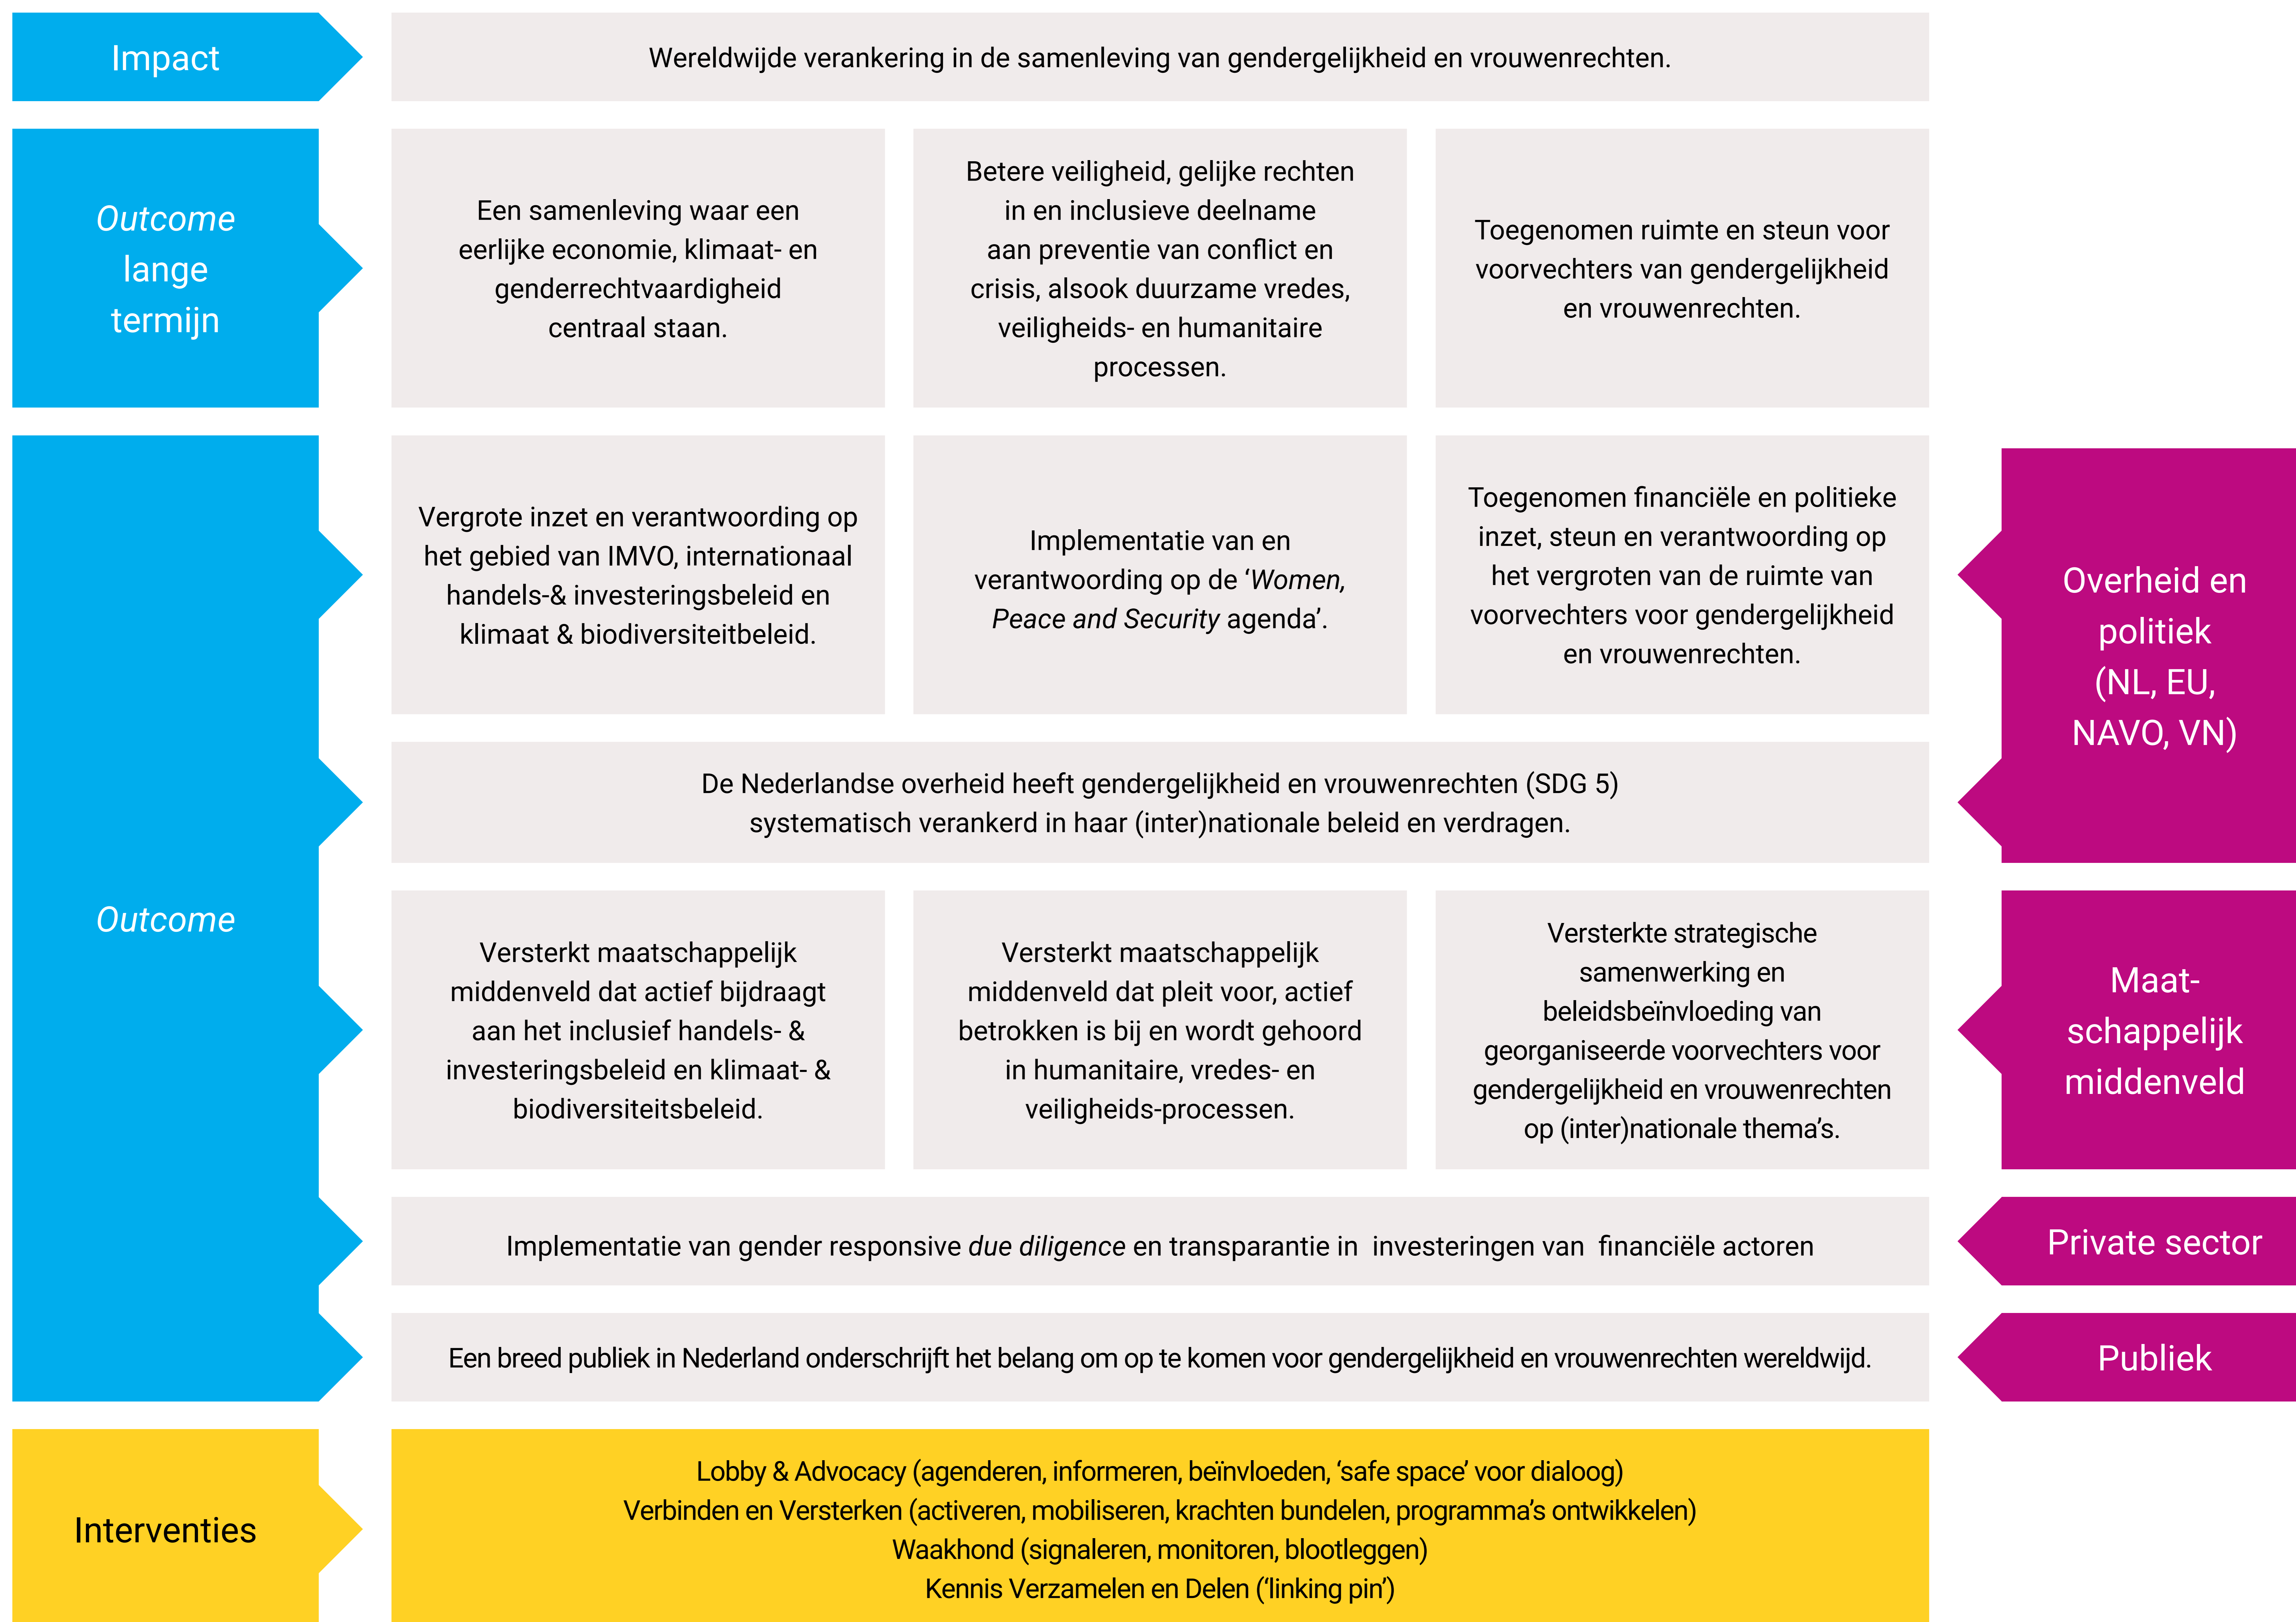 Impact
Wereldwijde verankering in de samenleving van gendergelijkheid en vrouwenrechten.
Outcome
lange
termijn
Een samenleving waar een
eerlijke economie, klimaat- en
genderrechtvaardigheid
centraal staan.
Betere veiligheid, gelijke rechten
in en inclusieve deelname
aan preventie van conflict en
crisis, alsook duurzame vredes,
veiligheids- en humanitaire
processen.
Toegenomen ruimte en steun voor
voorvechters van gendergelijkheid
en vrouwenrechten.
Outcome
Vergrote inzet en verantwoording op
het gebied van IMVO, internationaal
handels-& investeringsbeleid en
klimaat & biodiversiteitbeleid.
Implementatie van en
verantwoording op de ‘Women,
Peace and Security agenda’.
Toegenomen financiële en politieke
inzet, steun en verantwoording op
het vergroten van de ruimte van
voorvechters voor gendergelijkheid
en vrouwenrechten.
Overheid en
politiek
(NL, EU,
NAVO, VN)
De Nederlandse overheid heeft gendergelijkheid en vrouwenrechten (SDG 5)
systematisch verankerd in haar (inter)nationale beleid en verdragen.
Versterkt maatschappelijk
middenveld dat actief bijdraagt
aan het inclusief handels- &
investeringsbeleid en klimaat- &
biodiversiteitsbeleid.
Versterkt maatschappelijk
middenveld dat pleit voor, actief
betrokken is bij en wordt gehoord
in humanitaire, vredes- en
veiligheids-processen.
Versterkte strategische
samenwerking en
beleidsbeïnvloeding van
georganiseerde voorvechters voor
gendergelijkheid en vrouwenrechten
op (inter)nationale thema’s.
Maat-
schappelijk
middenveld
Implementatie van gender responsive due diligence en transparantie in investeringen van financiële actoren
Private sector
Een breed publiek in Nederland onderschrijft het belang om op te komen voor gendergelijkheid en vrouwenrechten wereldwijd.
Publiek
Interventies
Lobby & Advocacy (agenderen, informeren, beïnvloeden, ‘safe space’ voor dialoog)
Verbinden en Versterken (activeren, mobiliseren, krachten bundelen, programma’s ontwikkelen)
Waakhond (signaleren, monitoren, blootleggen)
Kennis Verzamelen en Delen (‘linking pin’)